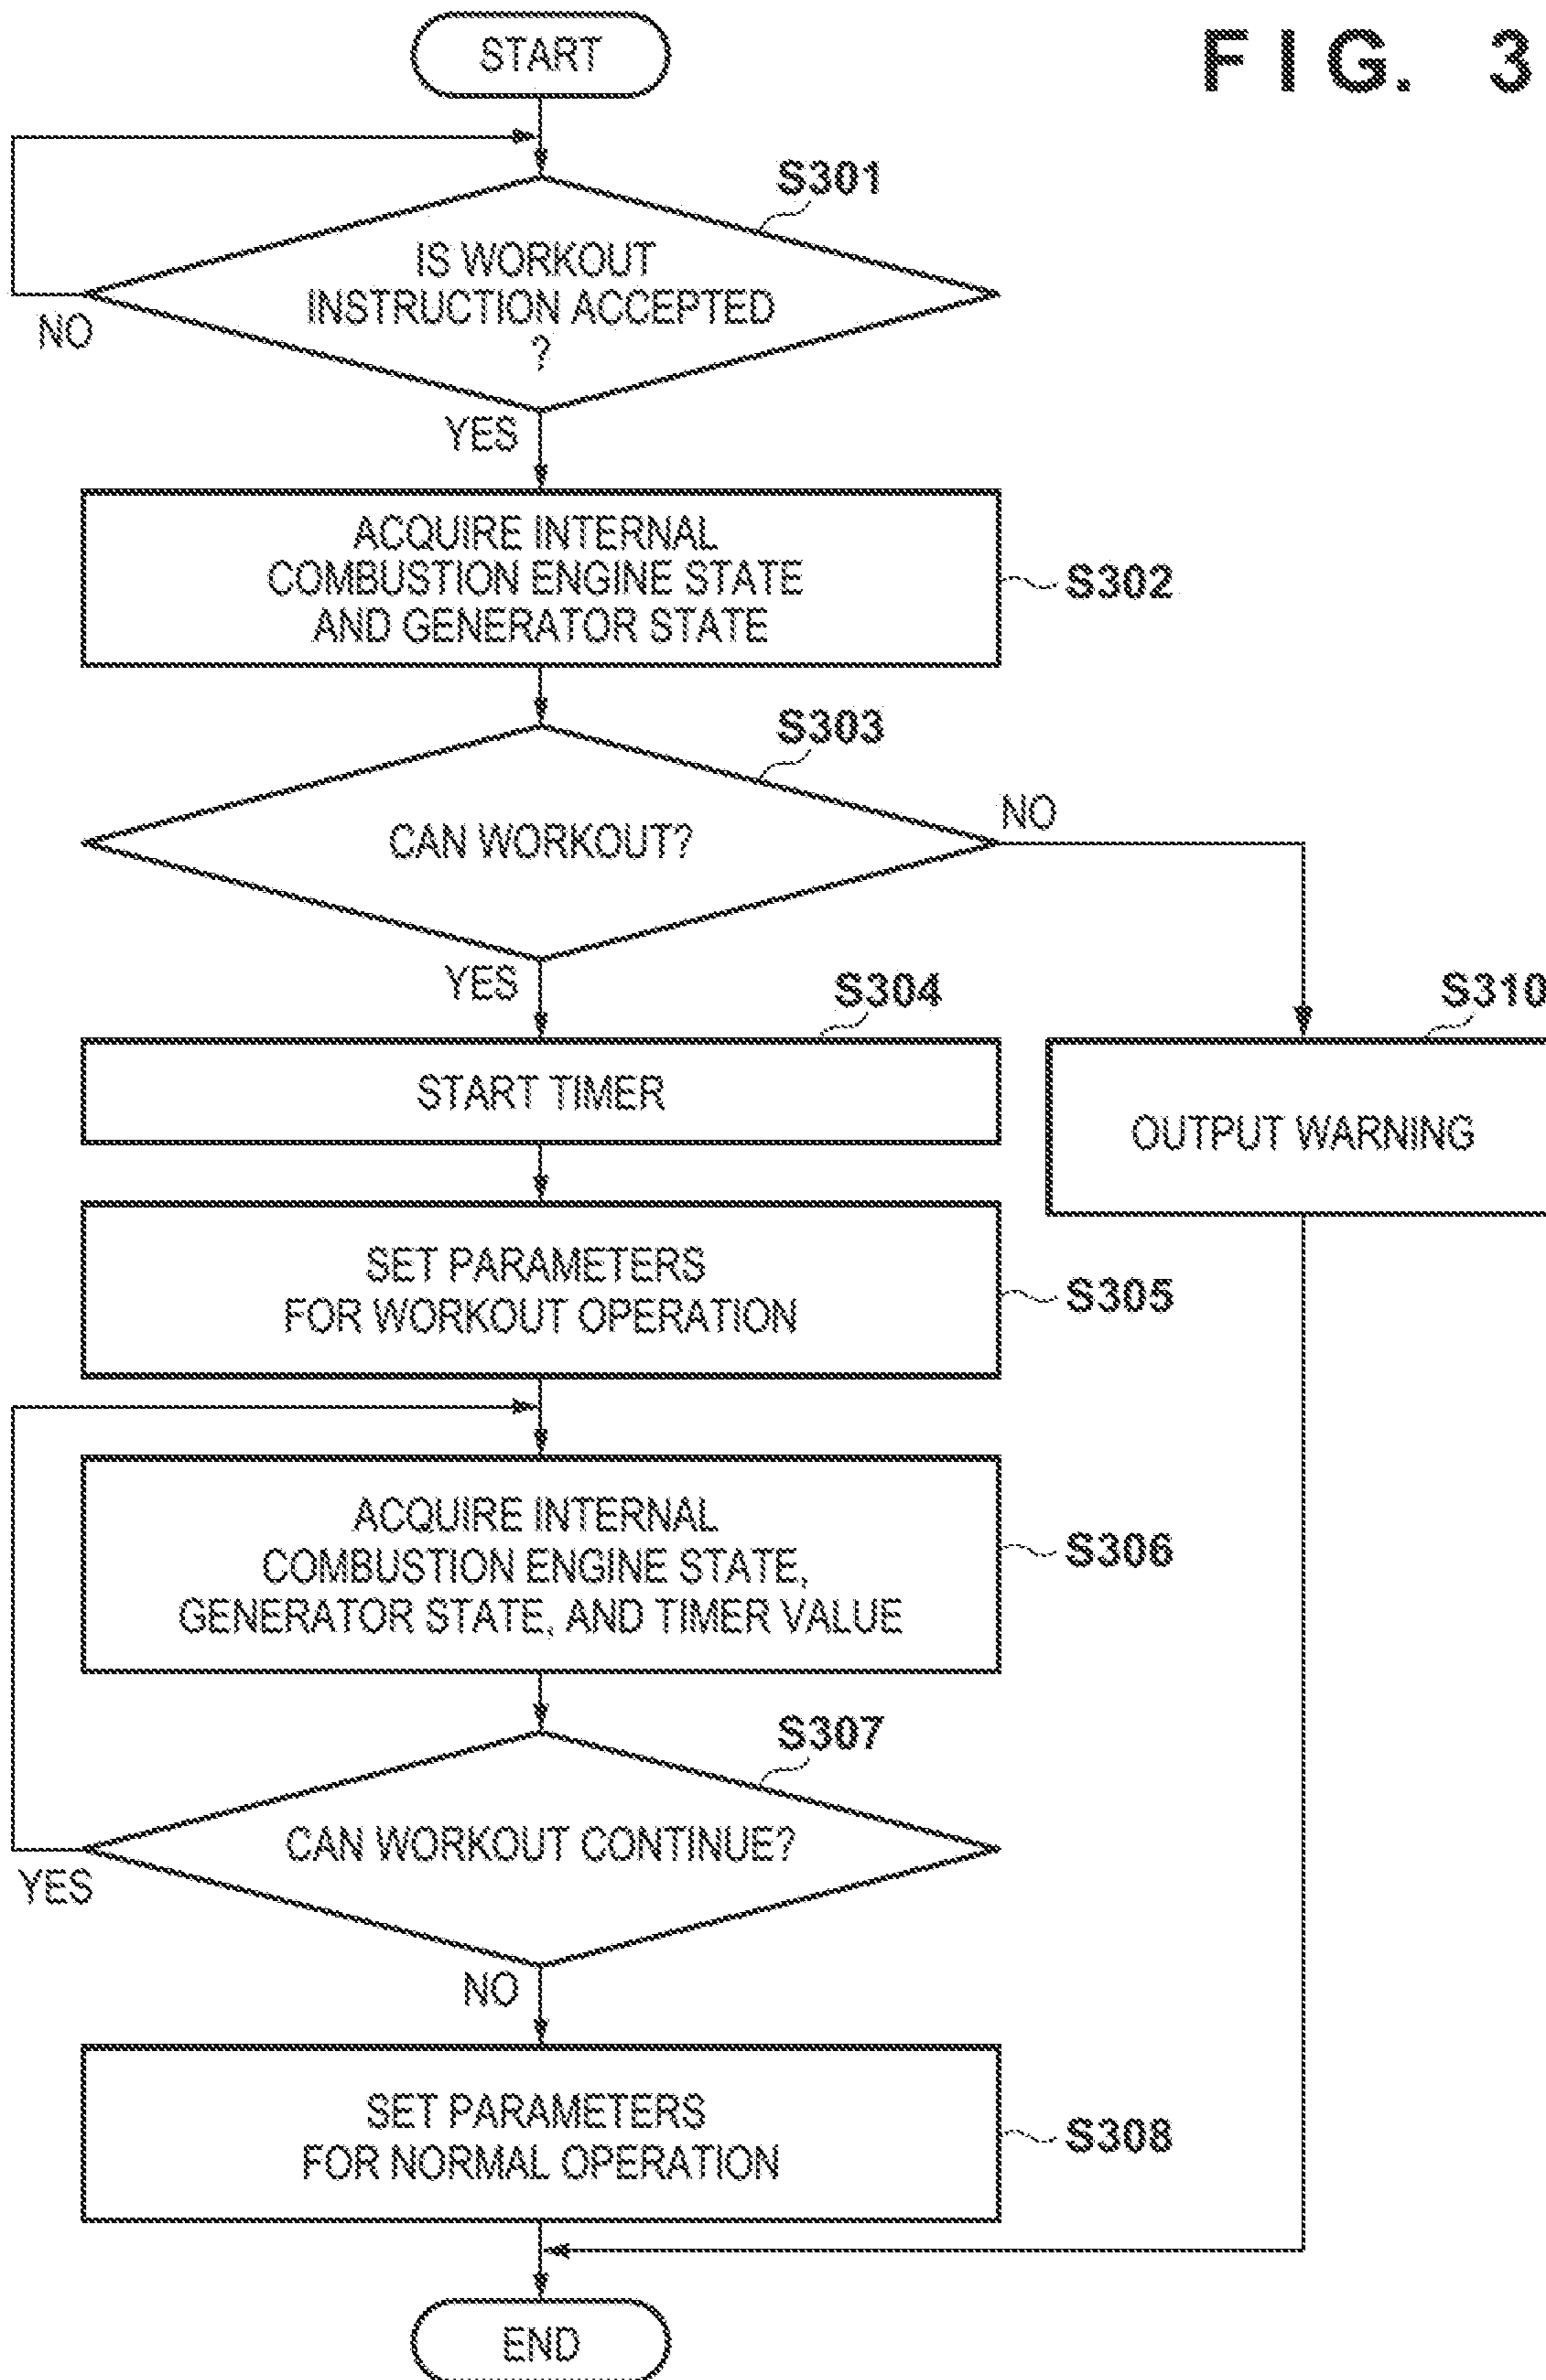 FIG. 3
START
S301
IS WORKOUT
INSTRUCTION ACCEPTED
?
NO
YES
ACQUIRE INTERNAL
COMBUSTION ENGINE STATE
AND GENERATOR STATE
S302
S303
CAN WORKOUT?
NO
YES
S304
START TIMER
S310
OUTPUT WARNING
SET PARAMETERS
FOR WORKOUT OPERATION
S305
ACQUIRE INTERNAL
COMBUSTION ENGINE STATE,
GENERATOR STATE, AND TIMER VALUE
S306
S307
CAN WORKOUT CONTINUE?
YES
NO
SET PARAMETERS
FOR NORMAL OPERATION
S308
END